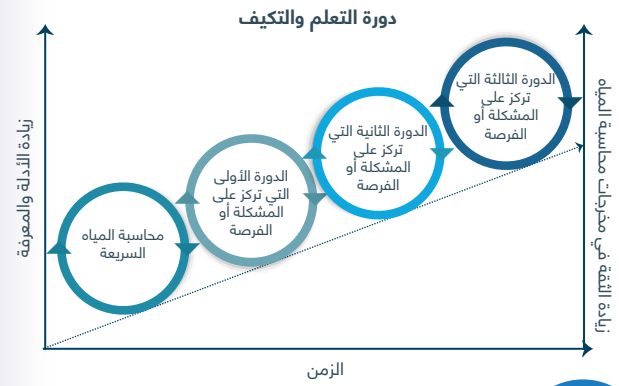 دورة التعلم والتكيف
زيادة الأدلة والمعرفة
محاسبة المياه
السريعة
الدورة الأولى
التي تركز على
المشكلة أو
الفرصة
الدورة الثانية التي
تركز على
المشكلة أو
الفرصة
الدورة الثالثة التي
تركز على
المشكلة أو
الفرصة
زيادة الثقة في مخرجات محاسبة المياه
الزمن